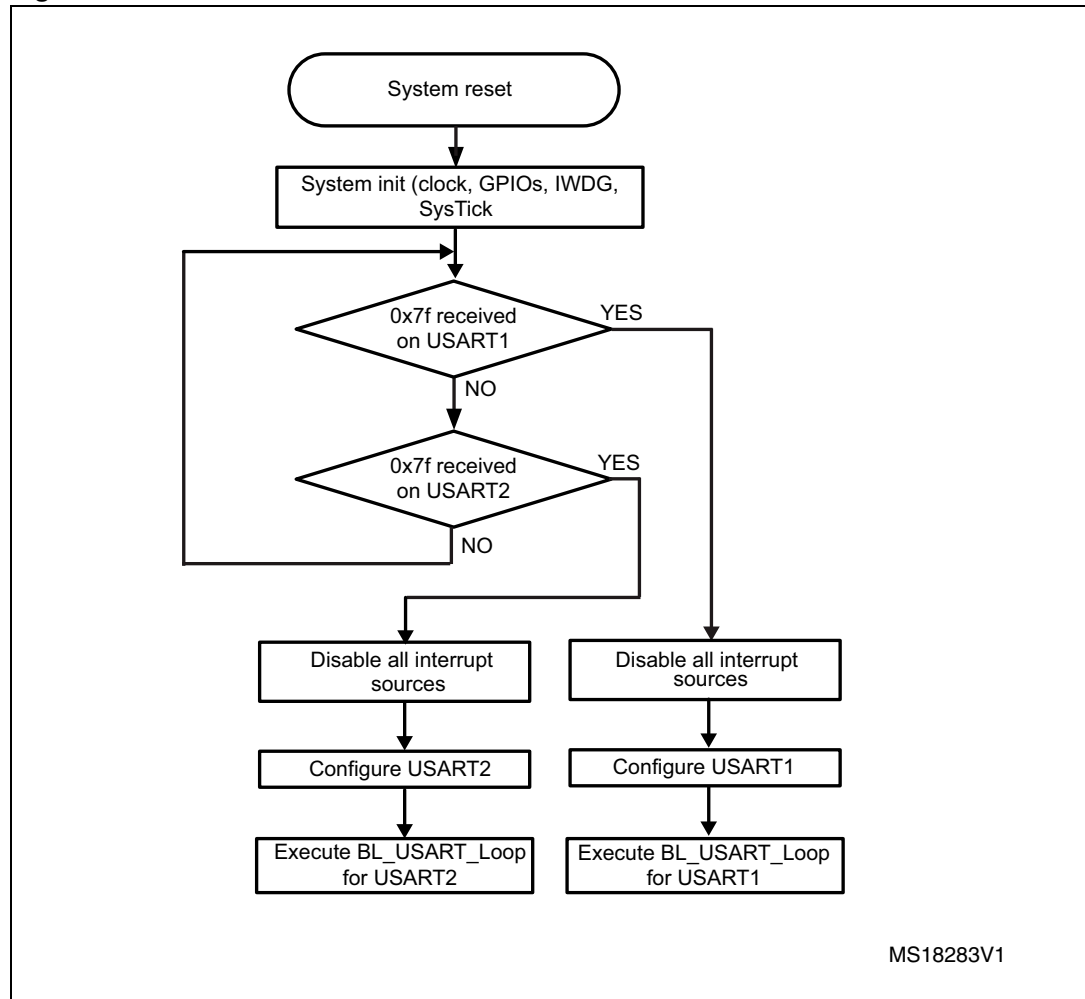 System reset
System init (clock, GPIOs, IWDG,
SysTick
0x7f received
on USART1
YES
NO
0x7f received
on USART2
YES
NO
Disable all interrupt
sources
Disable all interrupt
sources
Configure USART2
Configure USART1
Execute BL_USART_Loop
for USART2
Execute BL_USART_Loop
for USART1
MS18283V1